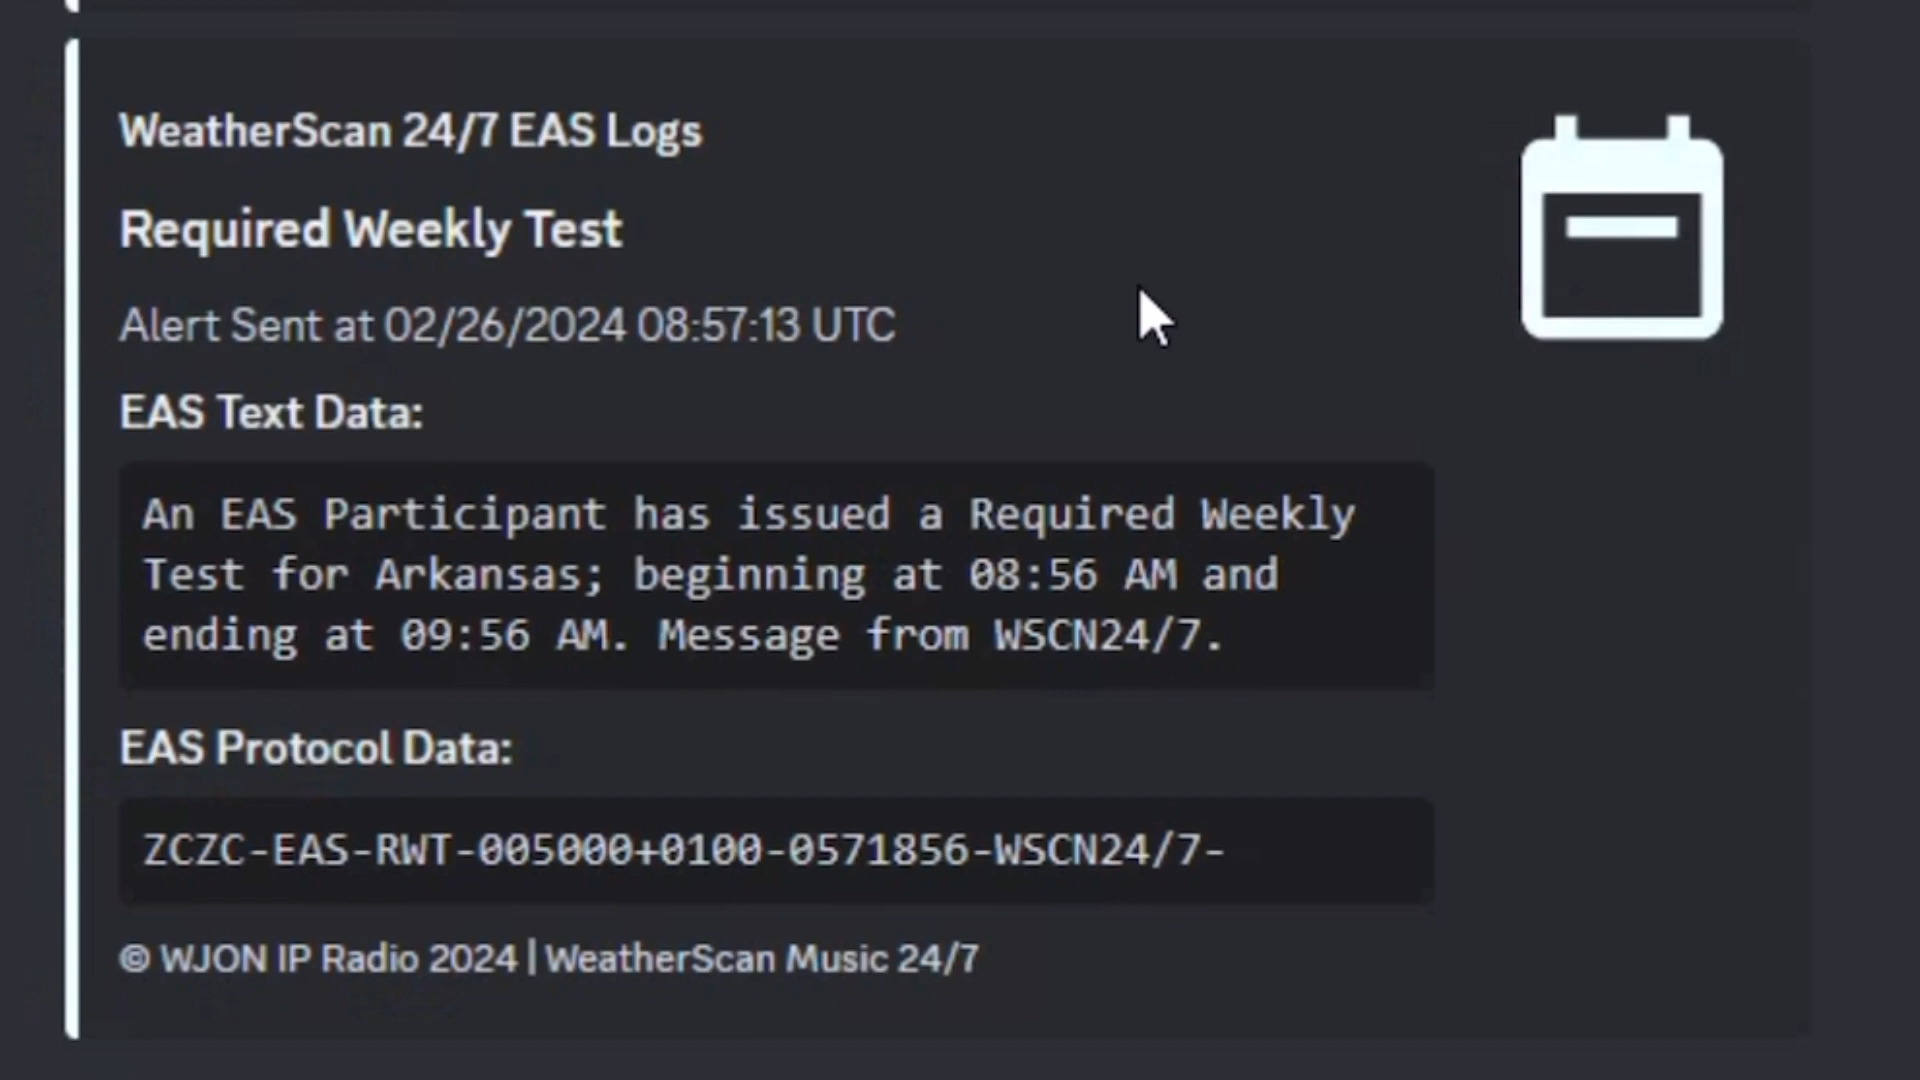 WeatherScan 24/7 EAS Logs
Required Weekly Test
Alert Sent at 02/26/2024 08:57:13 UTC
EAS Text Data:
An EAS Participant has issued a Required Weekly
Test for Arkansas; beginning at 08:56 AM and
ending at 09:56 AM. Message from WSCN24/7.
EAS Protocol Data:
ZCZC-EAS-RWT-005000+0100-0571856-WSCN24/7-
© WJON IP Radio 2024 | WeatherScan Music 24/7